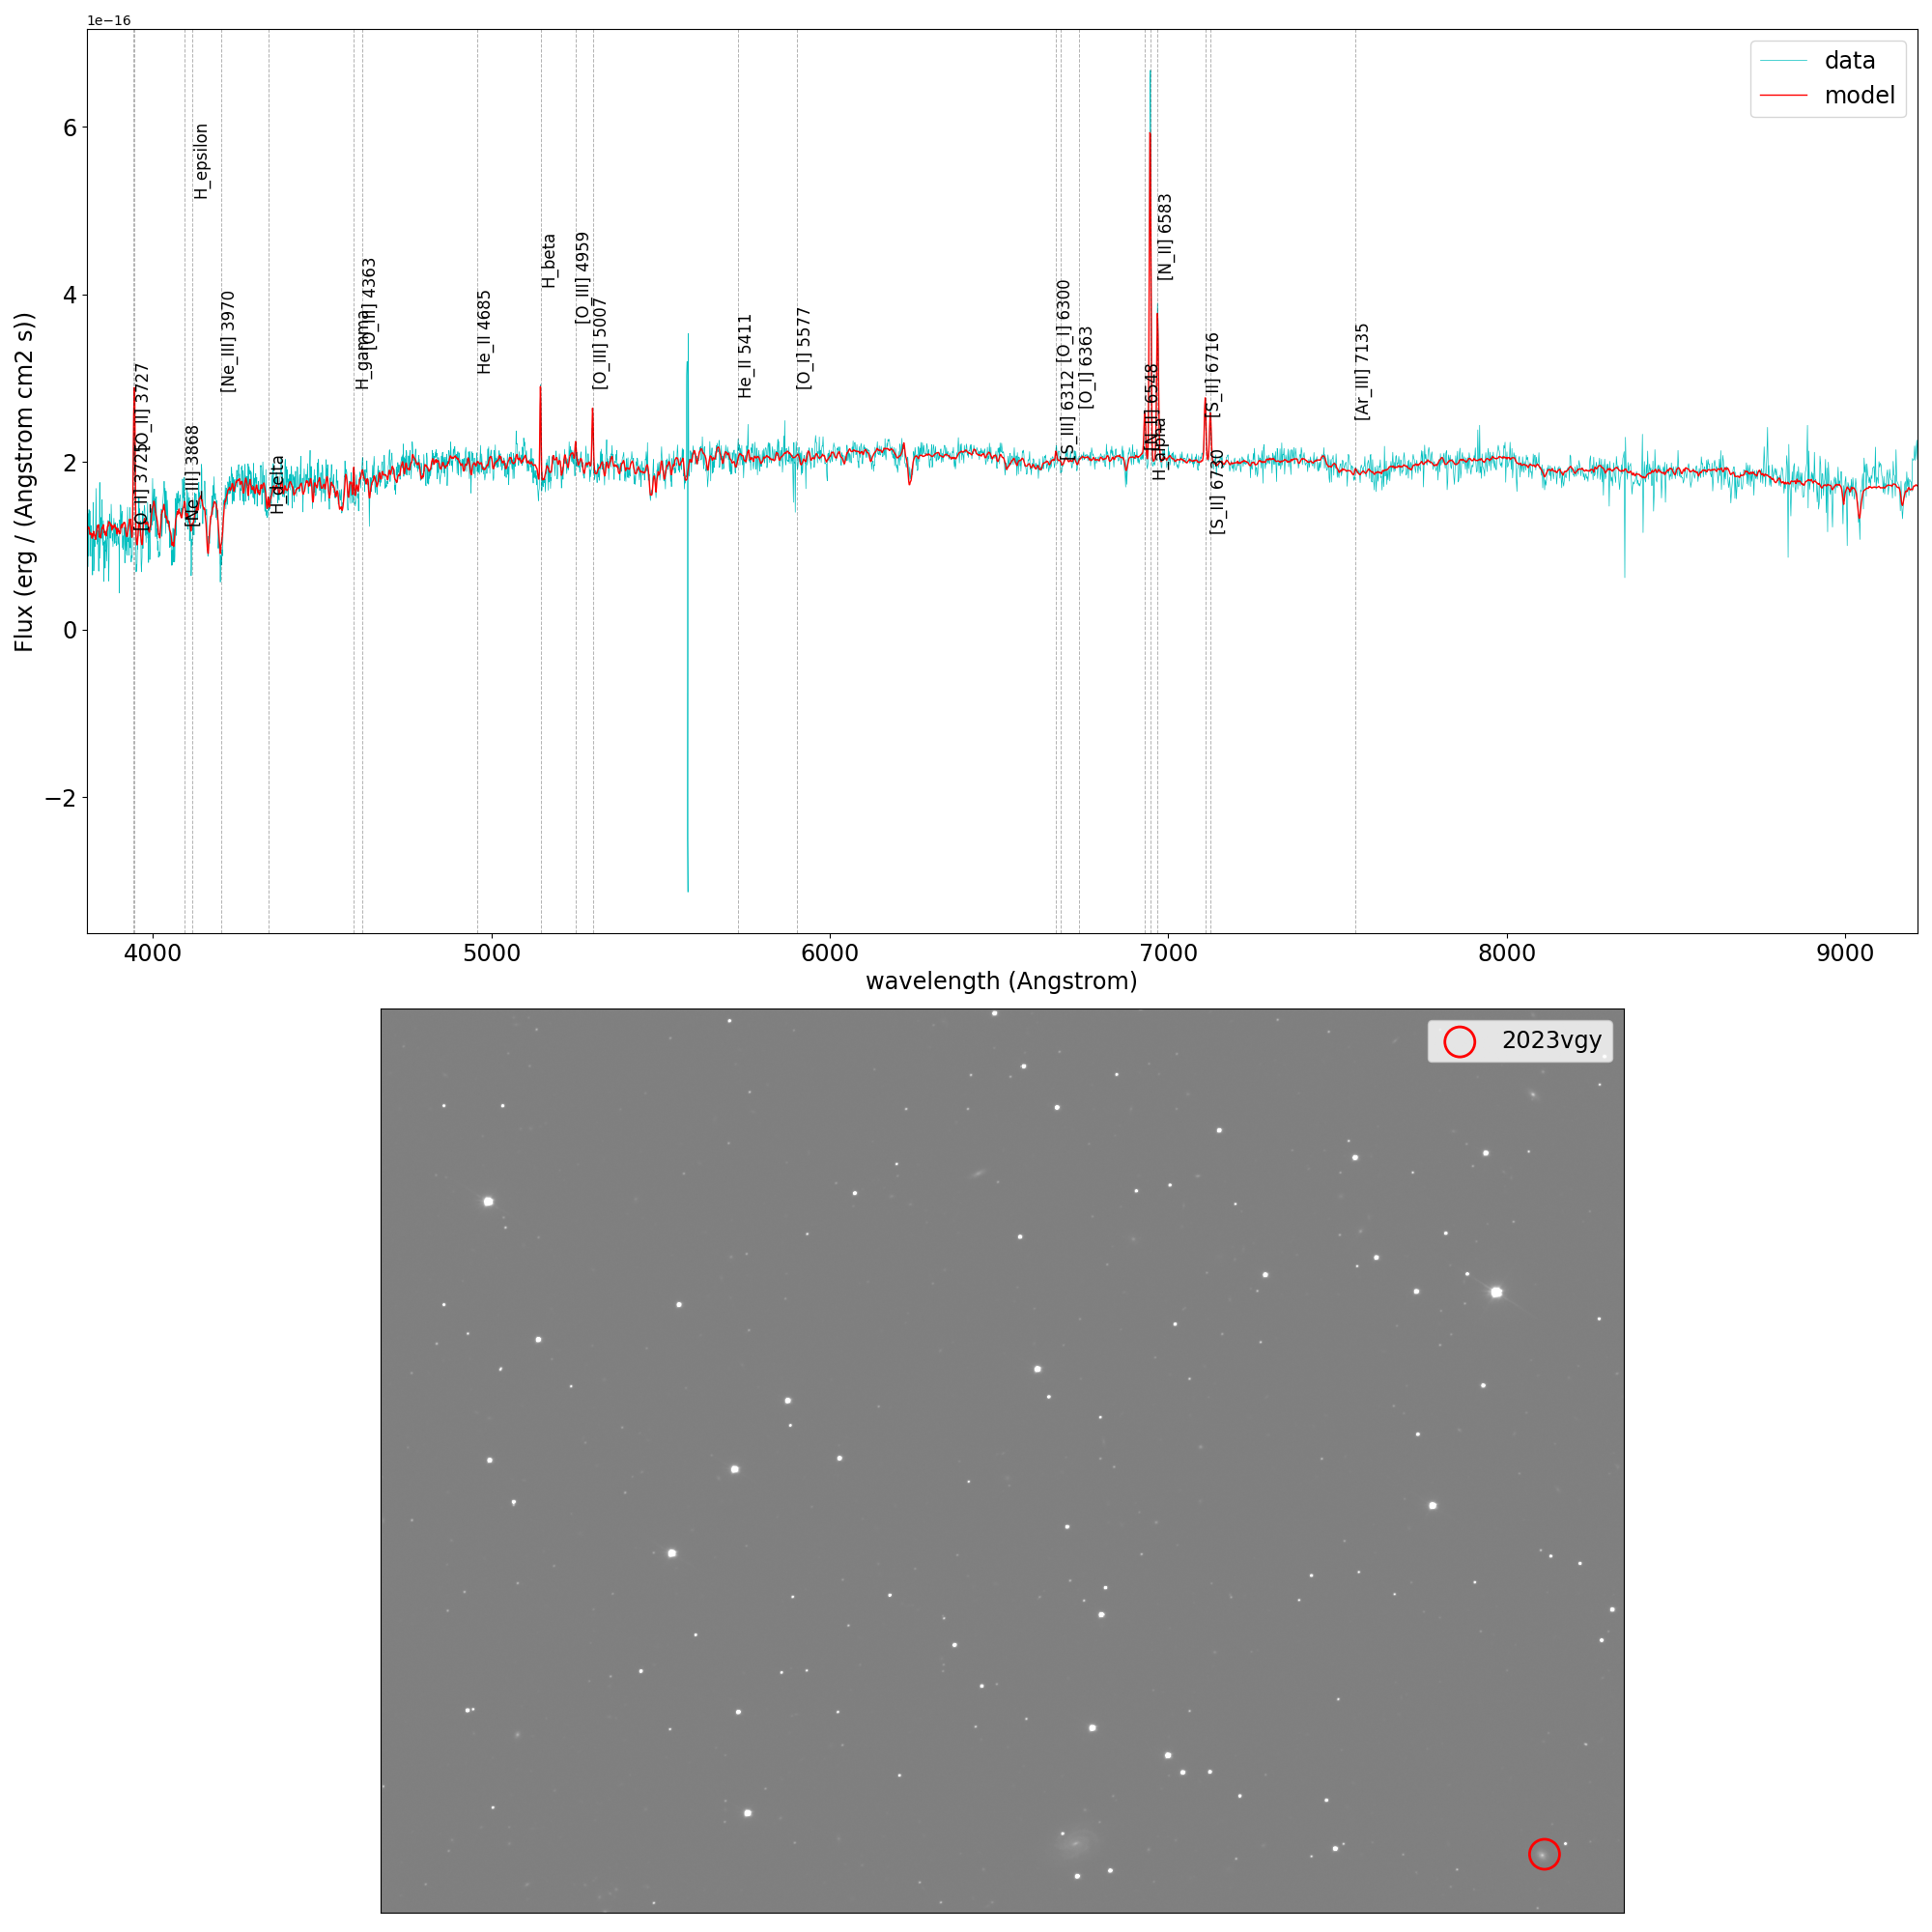 1e−16
data
model
Flux (erg / (Angstrom cm2 s))
6
4
2
0
−2
[O_II] 3725
[O_II] 3727
[Ne_III] 3868
H_epsilon
[Ne_III] 3970
H_delta
H_gamma
[O_III] 4363
He_II 4685
H_beta
[O_III] 4959
[O_III] 5007
He_II 5411
[O_I] 5577
[S_III] 6312
[O_I] 6300
[O_I] 6363
[N_II] 6548
H_alpha
[N_II] 6583
[S_II] 6716
[S_II] 6730
[Ar_III] 7135
4000 5000 6000 7000 8000 9000
wavelength (Angstrom)
2023vgy